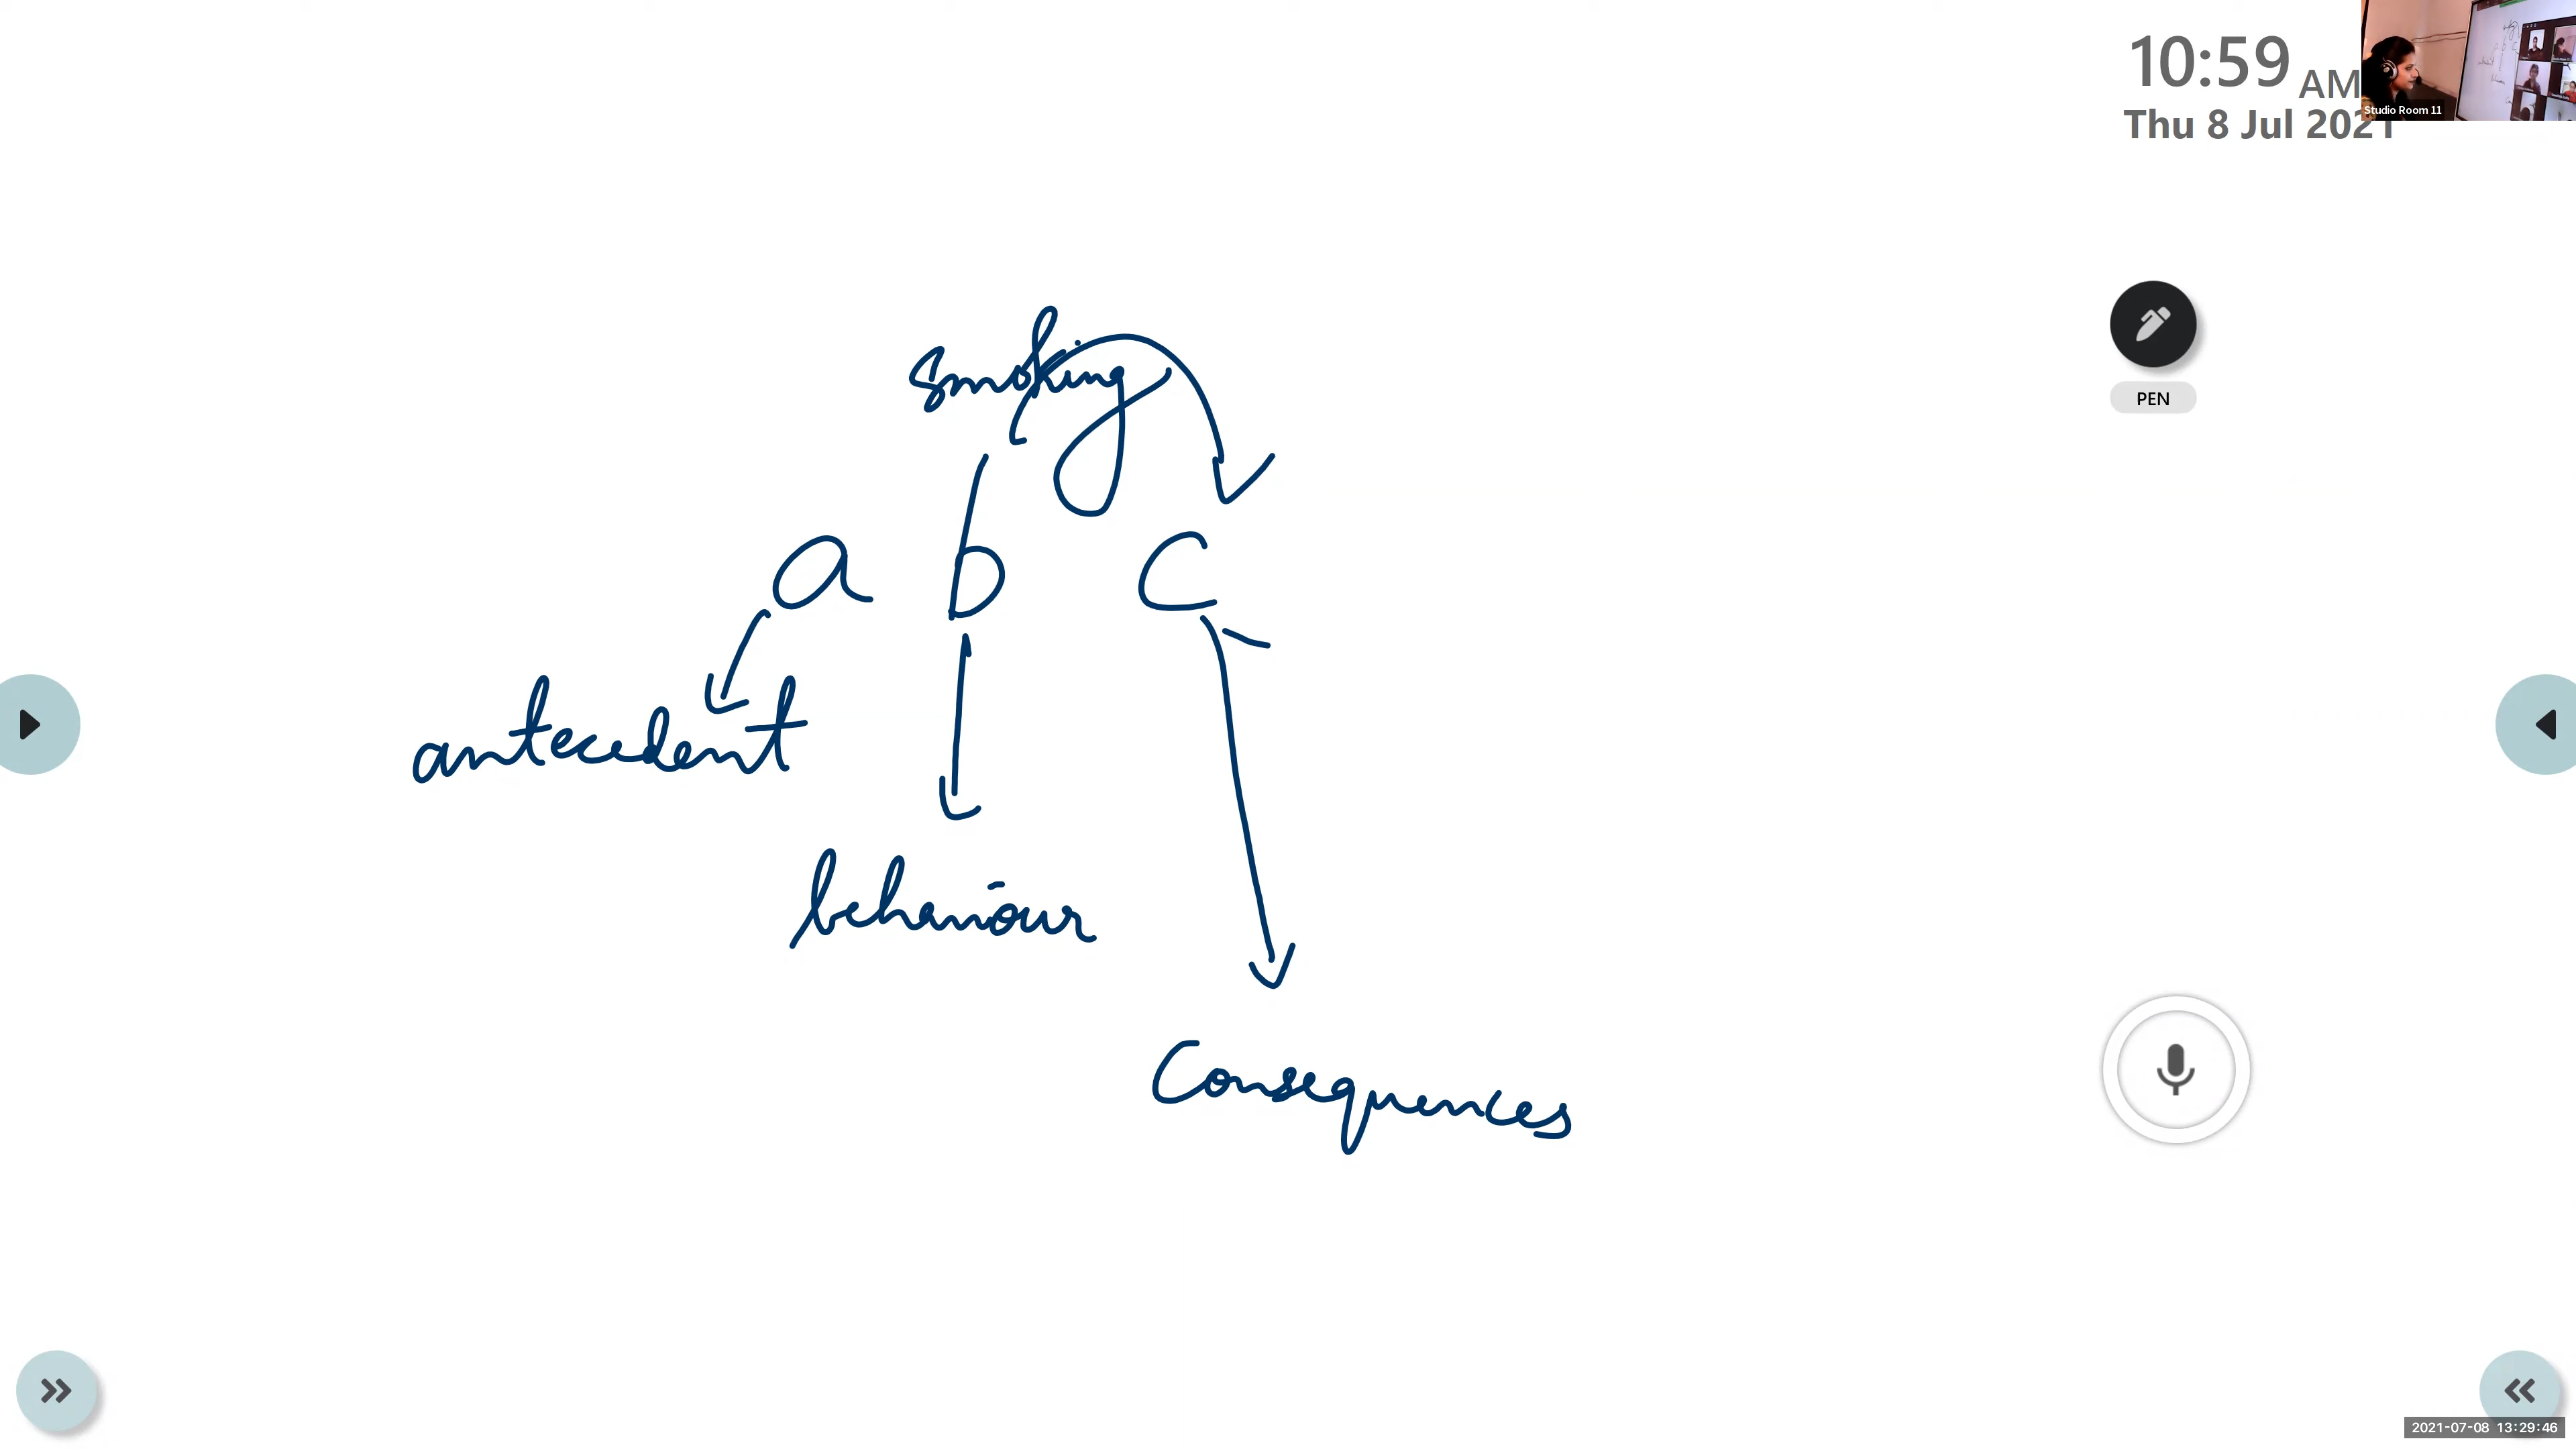 10:59 AM
Thu 8 Jul 2021
Studio Room 11
smoking
PEN
a b c
antecedent
behaviour
Consequences
2021-07-08 13:29:46